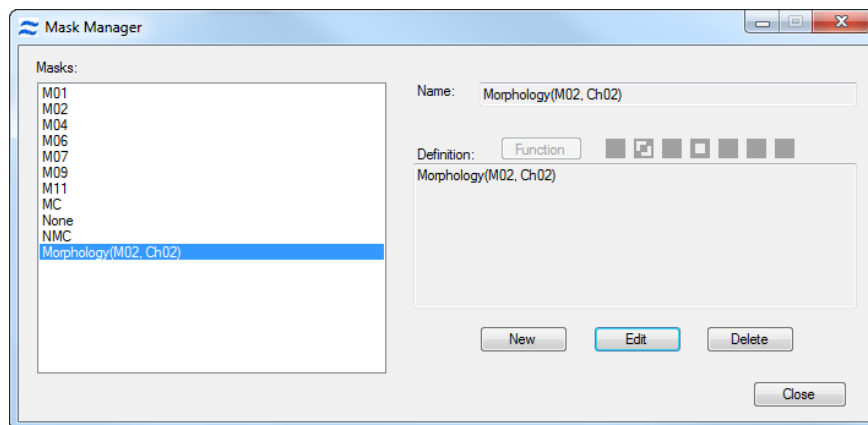 Mask Manager
Masks:
M01
M02
M04
M06
M07
M09
M11
MC
None
NMC
Morphology(M02, Ch02)
Name: Morphology(M02, Ch02)
Definition: Function
Morphology(M02, Ch02)
New Edit Delete
Close